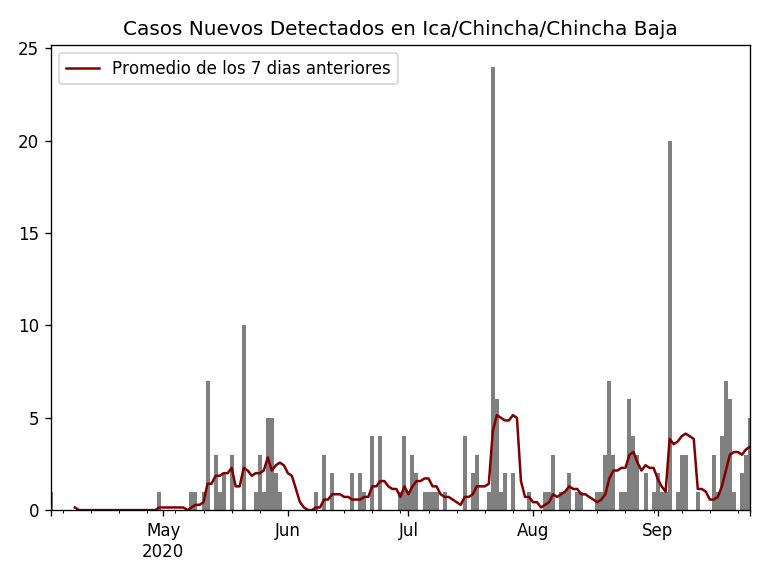 Casos Nuevos Detectados en Ica/Chincha/Chincha Baja
Promedio de los 7 dias anteriores
25
20
15
10
5
0
May Jun Jul Aug Sep
2020